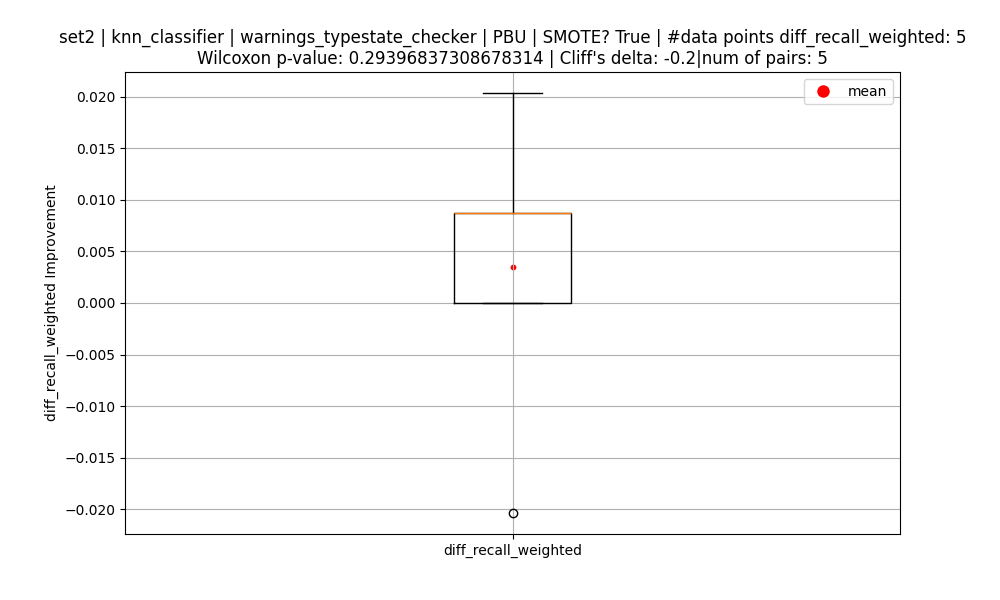 set2 | knn_classifier | warnings_typestate_checker | PBU | SMOTE? True | #data points diff_recall_weighted: 5
Wilcoxon p-value: 0.29396837308678314 | Cliff's delta: -0.2|num of pairs: 5
mean
0.020
0.015
0.010
0.005
0.000
−0.005
−0.010
−0.015
−0.020
diff_recall_weighted Improvement
diff_recall_weighted